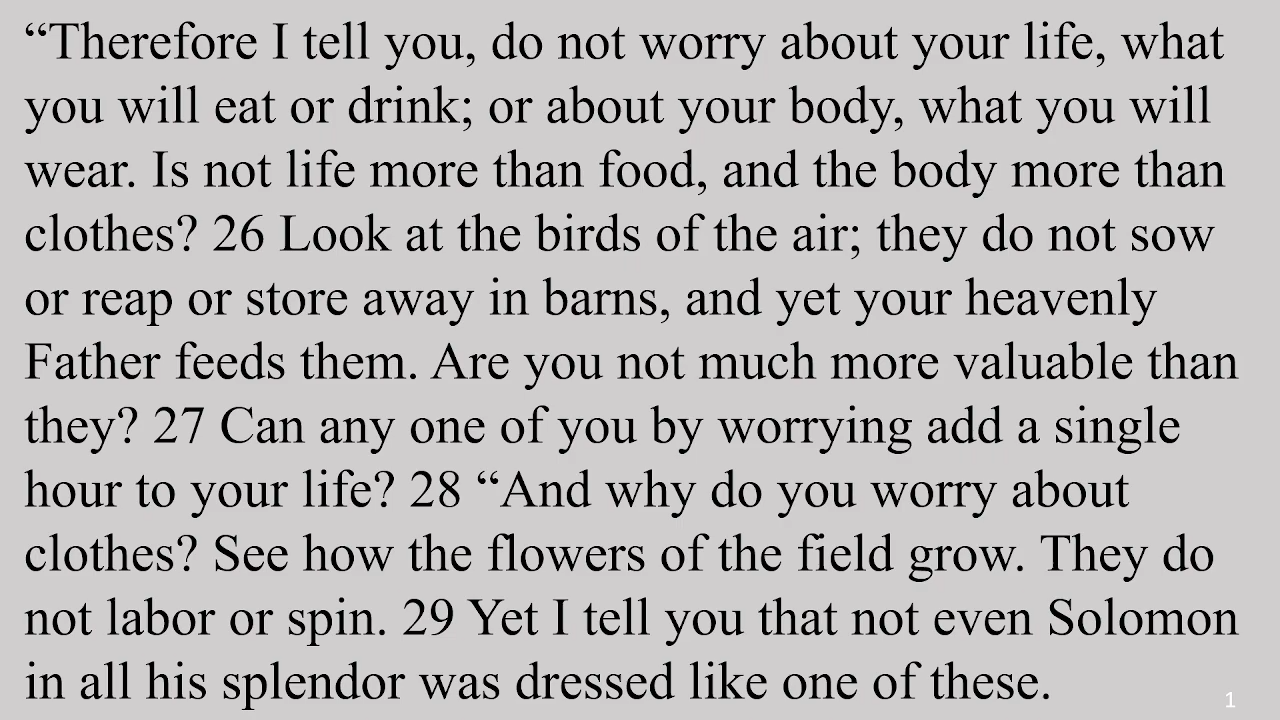 “Therefore I tell you, do not worry about your life, what
you will eat or drink; or about your body, what you will
wear. Is not life more than food, and the body more than
clothes? 26 Look at the birds of the air; they do not sow
or reap or store away in barns, and yet your heavenly
Father feeds them. Are you not much more valuable than
they? 27 Can any one of you by worrying add a single
hour to your life? 28 “And why do you worry about
clothes? See how the flowers of the field grow. They do
not labor or spin. 29 Yet I tell you that not even Solomon
in all his splendor was dressed like one of these.
1